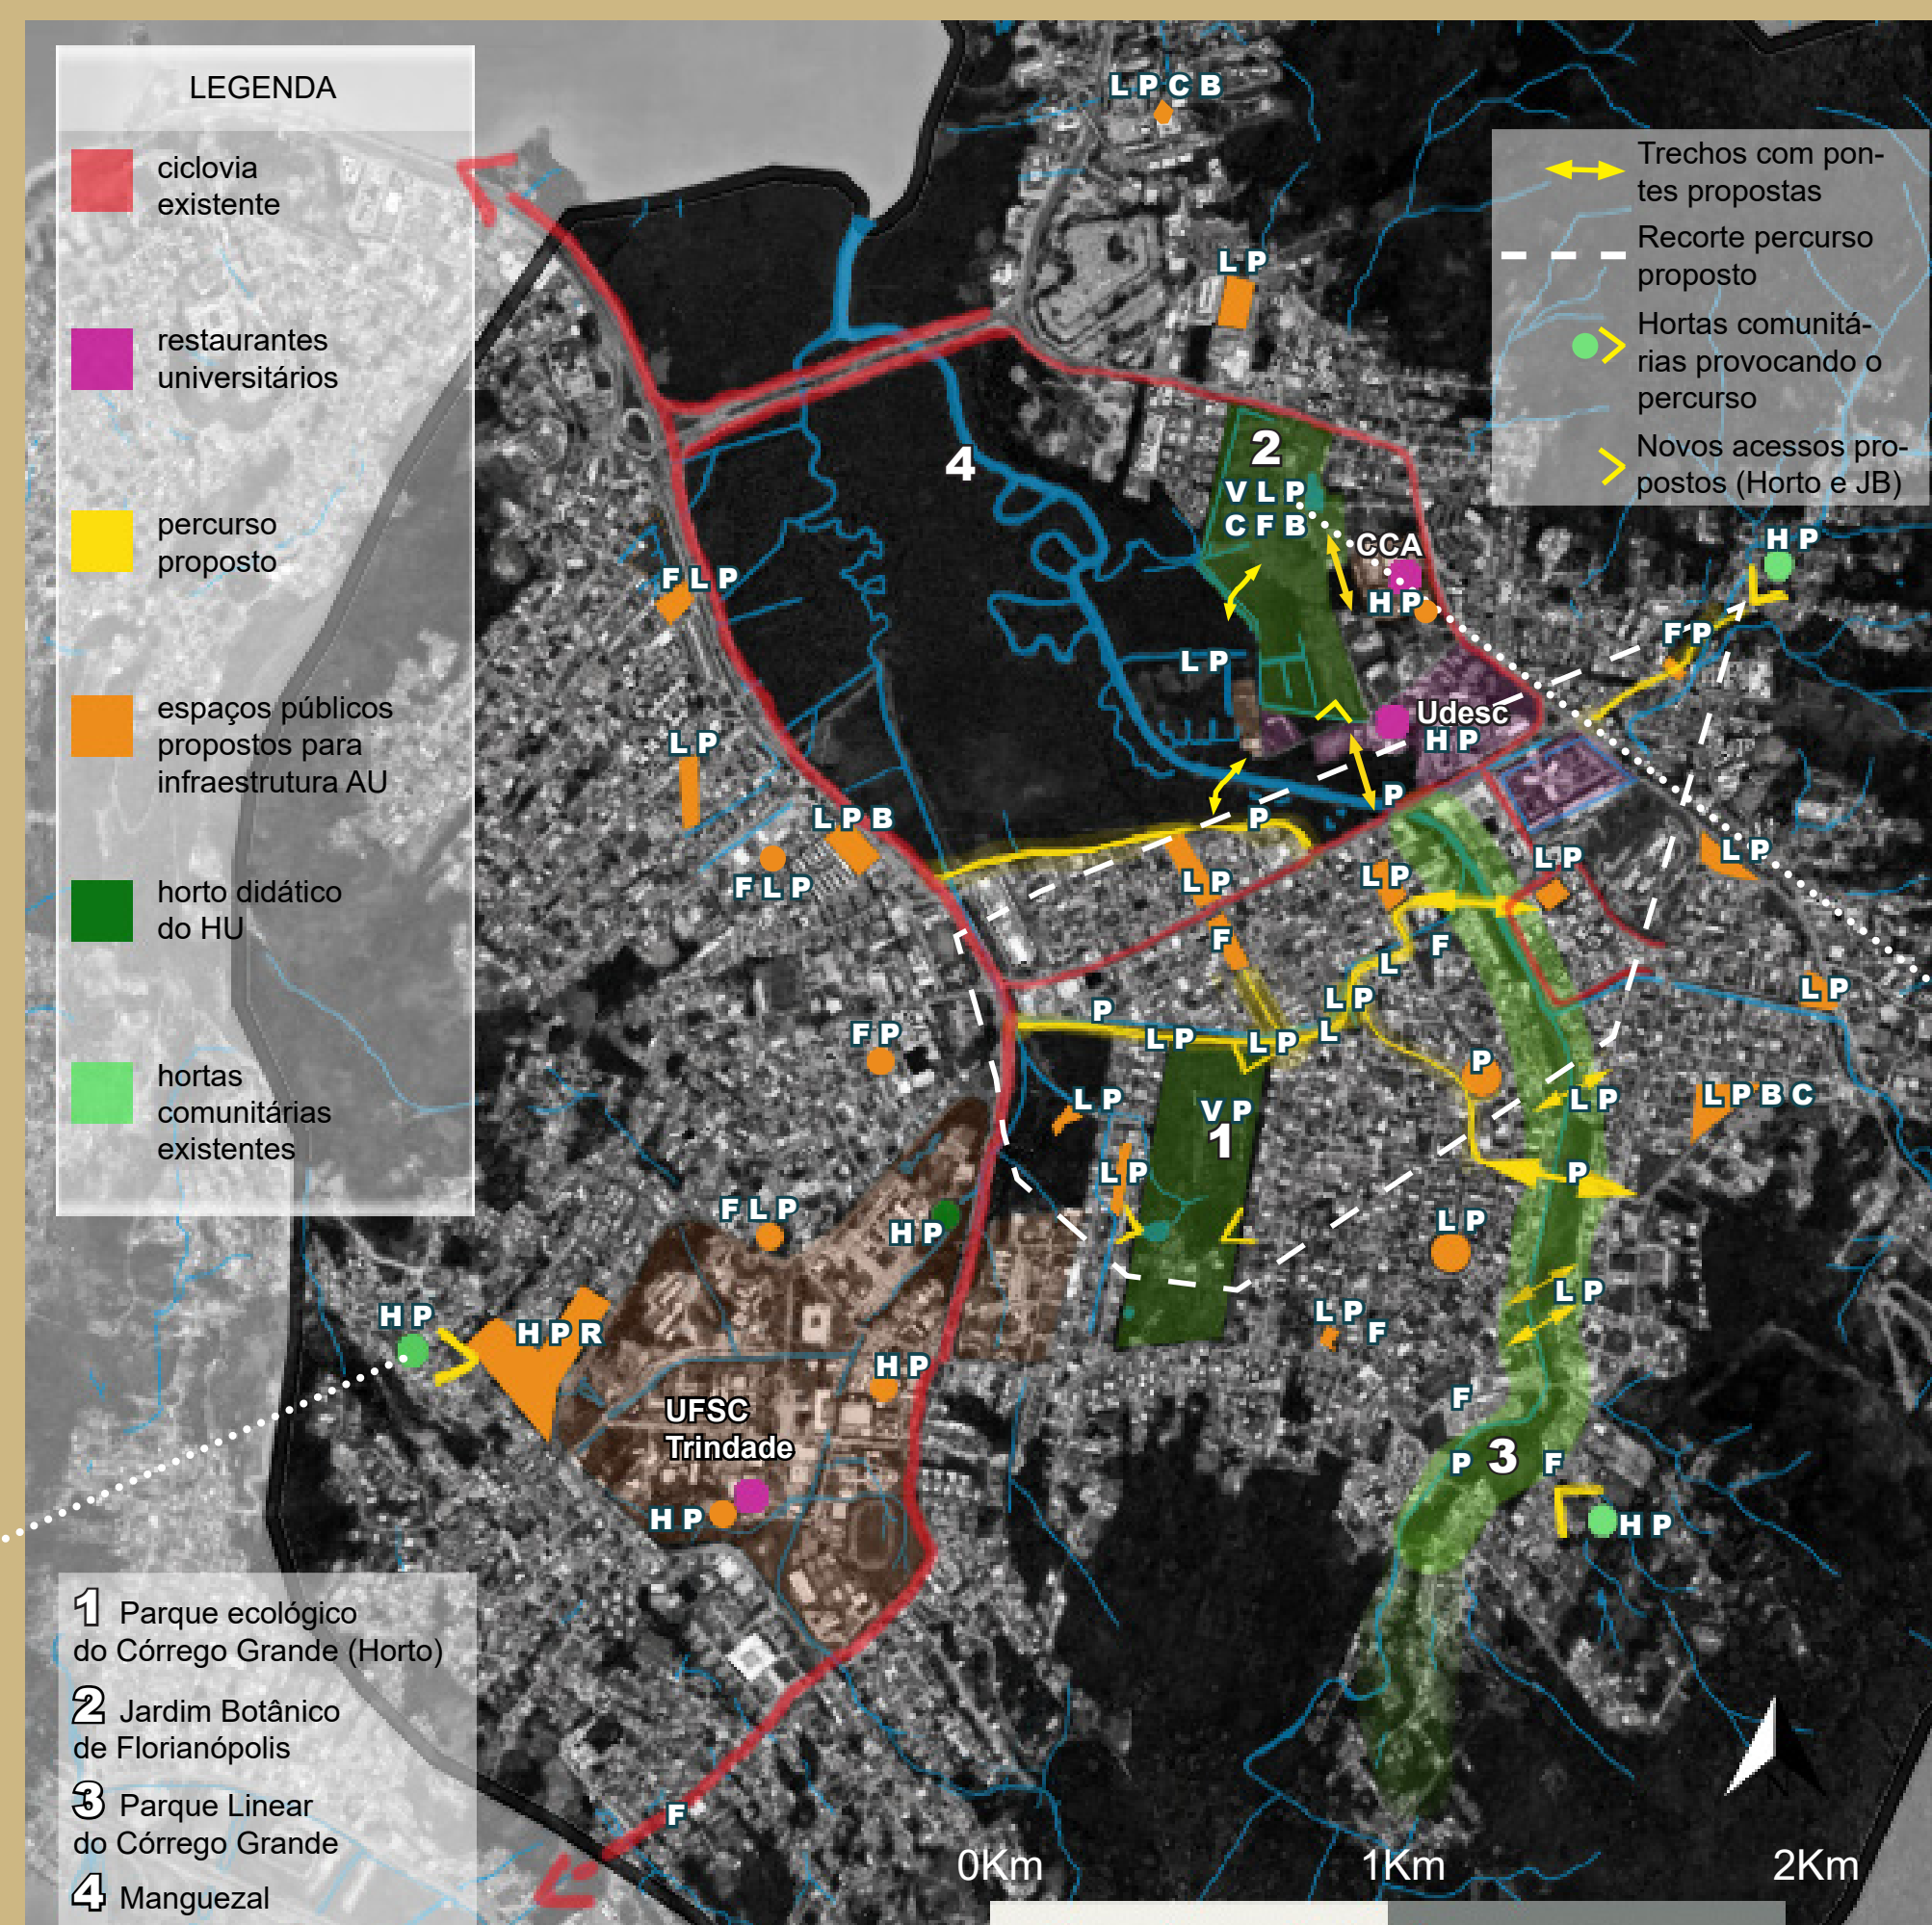 LEGENDA
ciclovia
existente
restaurantes
universitários
percurso
proposto
espaços públicos
propostos para
infraestrutura AU
horto didático
do HU
hortas
comunitárias
existentes
1 Parque ecológico
do Córrego Grande (Horto)
2 Jardim Botânico
de Florianópolis
3 Parque Linear
do Córrego Grande
4 Manguezal
Trechos com pon-
tes propostas
Recorte percurso
proposto
Hortas comunitá-
rias provocando o
percurso
Novos acessos pro-
postos (Horto e JB)
L P C B
L P
2
V L P
C F B
4
CCA
H P
H P
F P
F L P
L P
Udesc
H P
L P
P
P
L P B
F L P
L P
L P
L P
L P
F
F
L
L P
L P
P
L P
L P
L
F P
P
L P
L P
L P B C
V P
1
L P
P
F L P
H P
L P
L P
H P
H P R
L P
F
H P
UFSC
Trindade
F
P
3
F
H P
H P
F
N
0Km
1Km
2Km